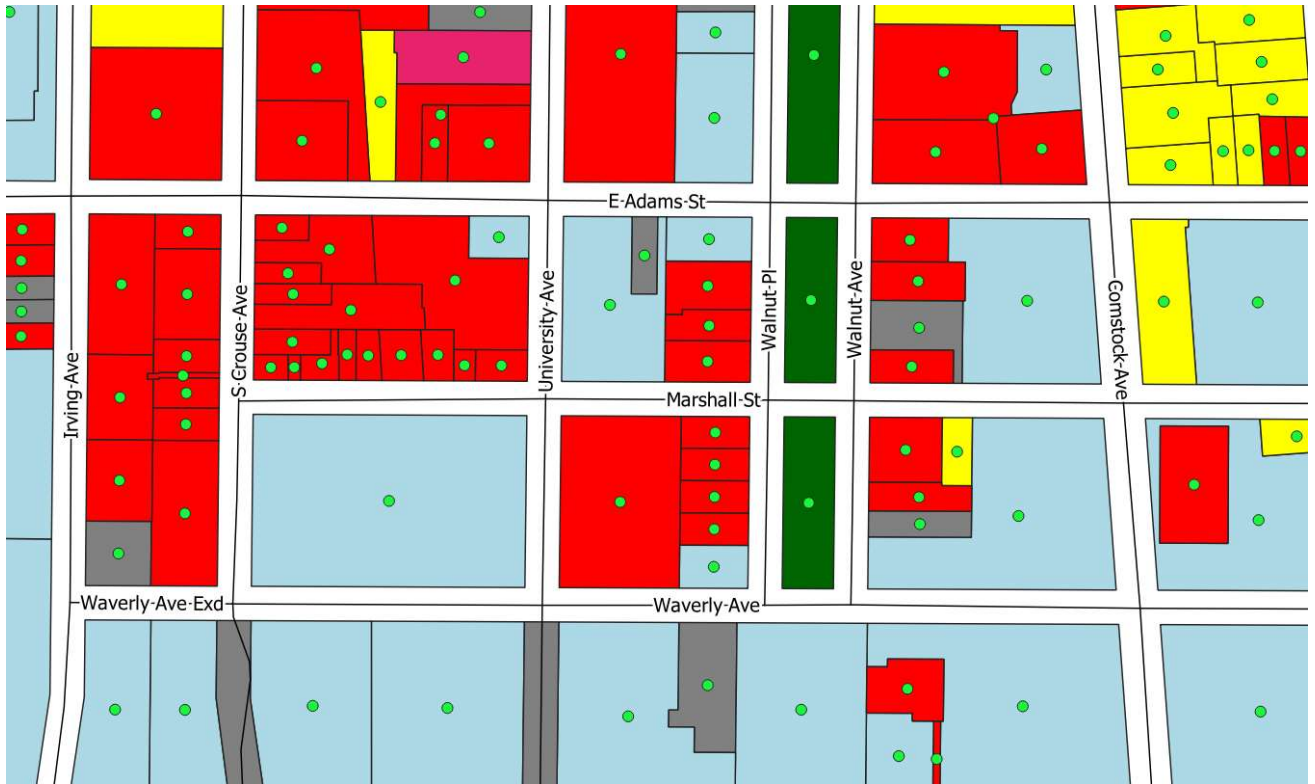 E-Adams-St
Irving-Ave
S-Crouse-Ave
University-Ave
Walnut-Pl
Walnut-Ave
Comstock-Ave
Marshall-St
Waverly-Ave-Exd
Waverly-Ave